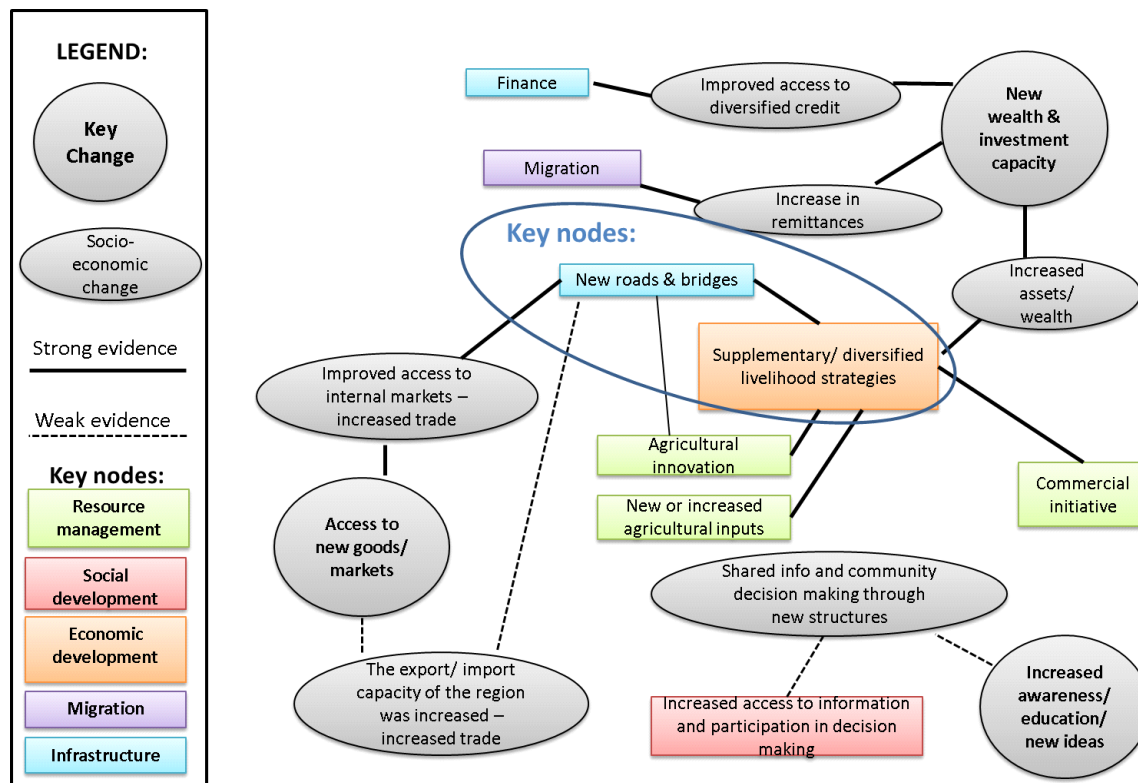 LEGEND:
Key
Change
Socio-
economic
change
Strong evidence
Weak evidence
Key nodes:
Resource
management
Social
development
Economic
development
Migration
Infrastructure
Finance
Improved access to
diversified credit
New
wealth &
investment
capacity
Migration
Increase in
remittances
Key nodes:
New roads & bridges
Increased
assets/
wealth
Supplementary/ diversified
livelihood strategies
Improved access to
internal markets –
increased trade
Agricultural
innovation
New or increased
agricultural inputs
Commercial
initiative
Access to
new goods/
markets
Shared info and community
decision making through
new structures
The export/ import
capacity of the region
was increased –
increased trade
Increased access to information
and participation in decision
making
Increased
awareness/
education/
new ideas